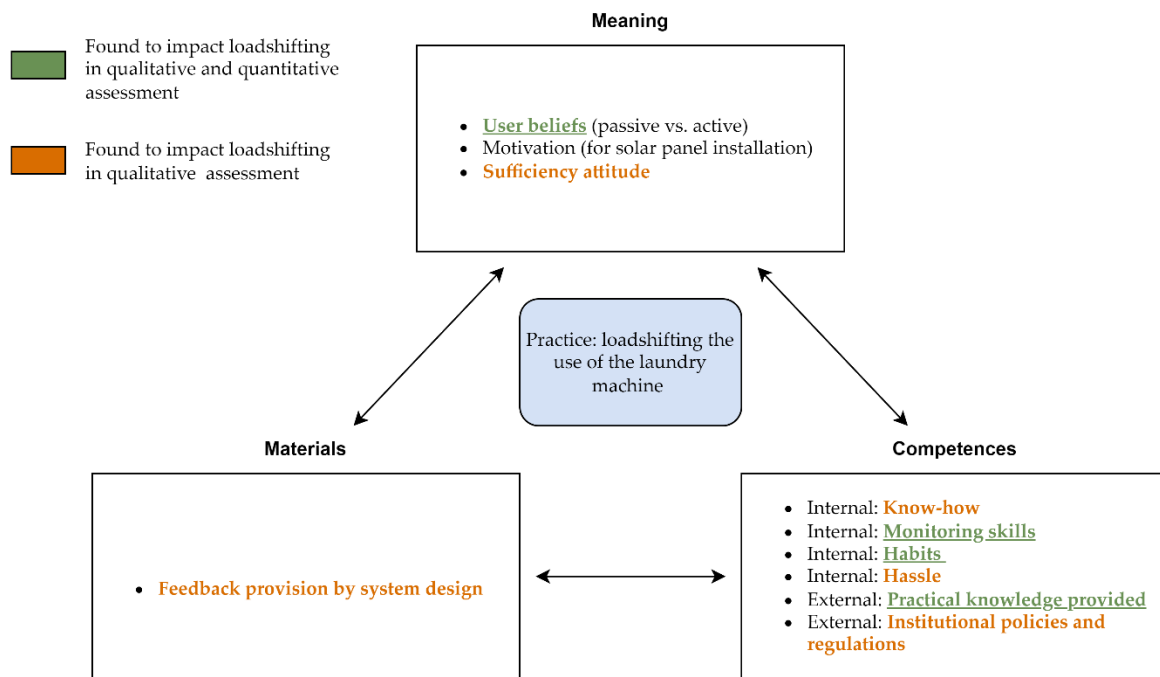 Meaning
Found to impact loadshifting
in qualitative and quantitative
assessment
Found to impact loadshifting
in qualitative  assessment
• User beliefs (passive vs. active)
• Motivation (for solar panel installation)
• Sufficiency attitude
Practice: loadshifting the
use of the laundry
machine
Materials
• Feedback provision by system design
Competences
• Internal: Know-how
• Internal: Monitoring skills
• Internal: Habits
• Internal: Hassle
• External: Practical knowledge provided
• External: Institutional policies and
regulations